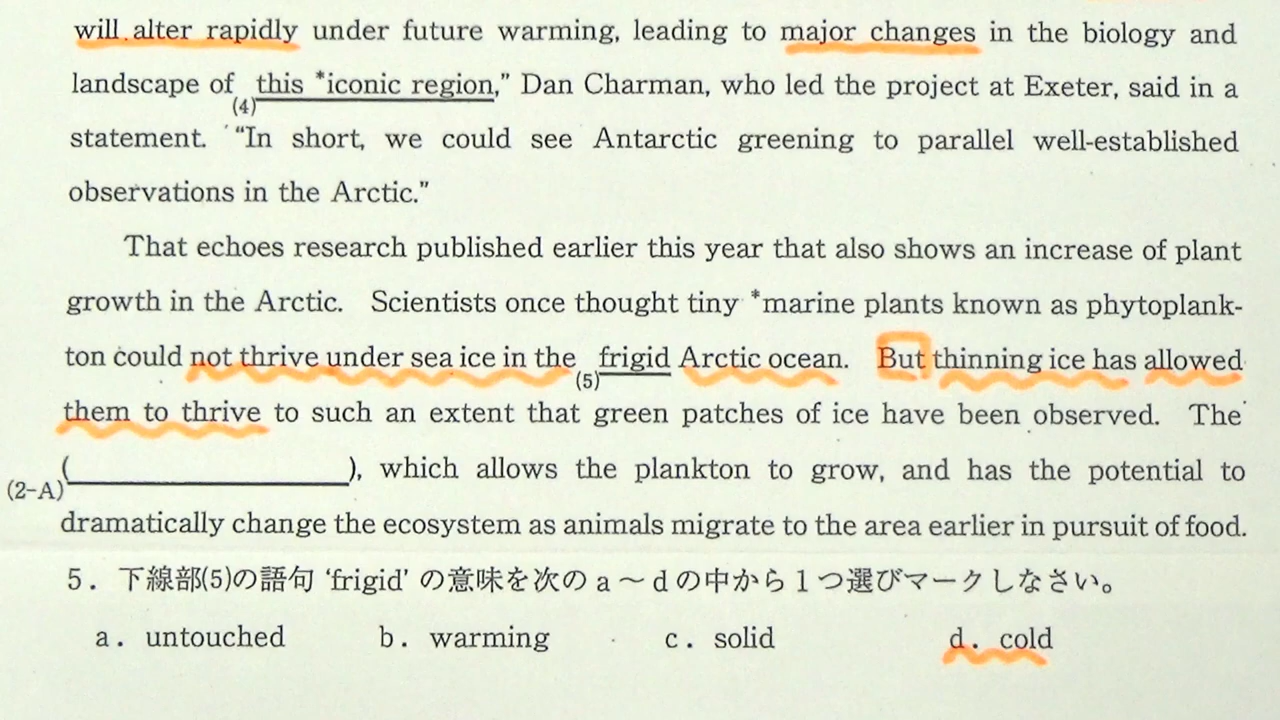 will alter rapidly under future warming, leading to major changes in the biology and
landscape of (4)this *iconic region,” Dan Charman, who led the project at Exeter, said in a
statement. “In short, we could see Antarctic greening to parallel well-established
observations in the Arctic.”
That echoes research published earlier this year that also shows an increase of plant
growth in the Arctic. Scientists once thought tiny *marine plants known as phytoplank-
ton could not thrive under sea ice in the (5)frigid Arctic ocean. But thinning ice has allowed
them to thrive to such an extent that green patches of ice have been observed. The
(2-A)( ), which allows the plankton to grow, and has the potential to
dramatically change the ecosystem as animals migrate to the area earlier in pursuit of food.
5. 下線部(5)の語句 ‘frigid’ の意味を次の a～d の中から1つ選びマークしなさい。
a. untouched b. warming c. solid d. cold